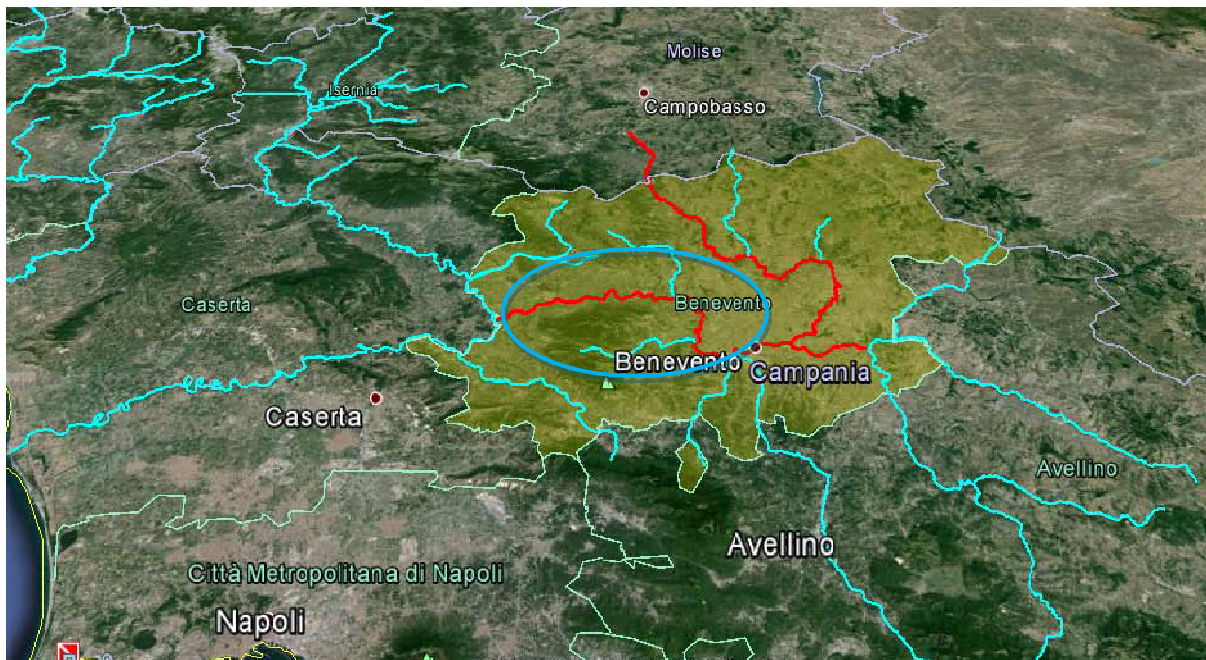 Molise
Isernia
Campobasso
Caserta
Benevento
Benevento
Campania
Caserta
Avellino
Avellino
Città Metropolitana di Napoli
Napoli